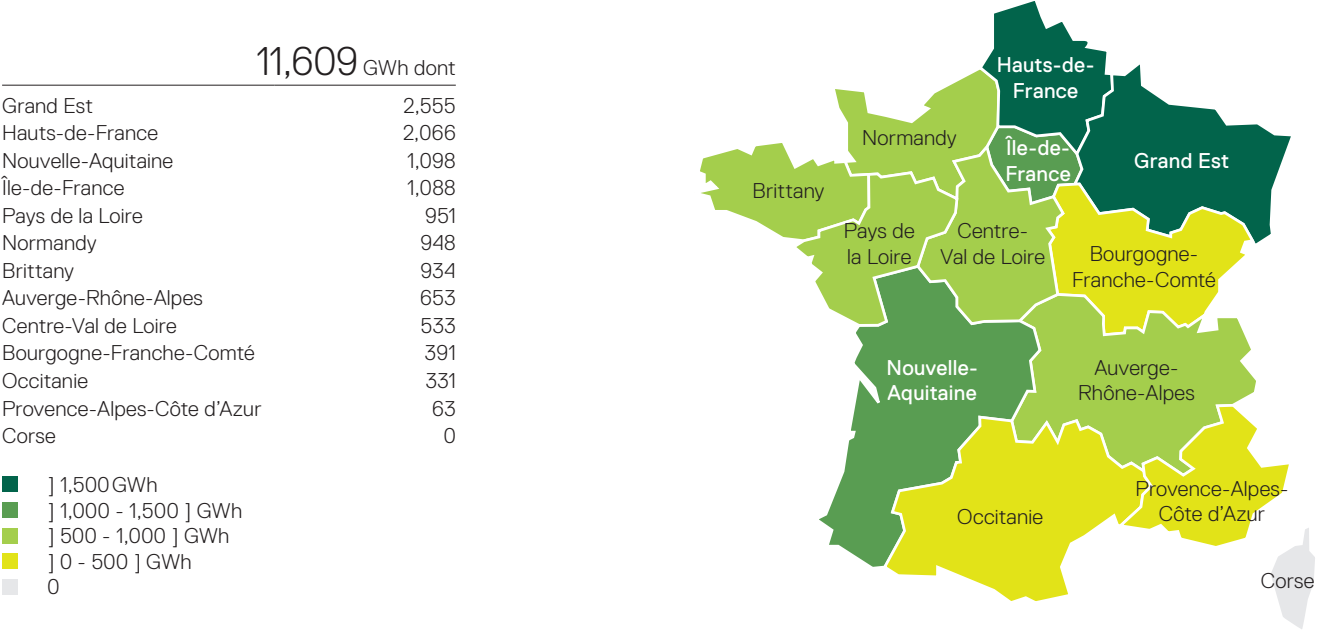 11,609 GWh dont
Grand Est 2,555
Hauts-de-France 2,066
Nouvelle-Aquitaine 1,098
Île-de-France 1,088
Pays de la Loire 951
Normandy 948
Brittany 934
Auverge-Rhône-Alpes 653
Centre-Val de Loire 533
Bourgogne-Franche-Comté 391
Occitanie 331
Provence-Alpes-Côte d'Azur 63
Corse 0
] 1,500 GWh
] 1,000 - 1,500 ] GWh
] 500 - 1,000 ] GWh
] 0 - 500 ] GWh
0
Hauts-de-
France
Normandy
Île-de-
France
Grand Est
Brittany
Pays de
la Loire
Centre-
Val de Loire
Bourgogne-
Franche-Comté
Nouvelle-
Aquitaine
Auverge-
Rhône-Alpes
Occitanie
Provence-Alpes-
Côte d'Azur
Corse